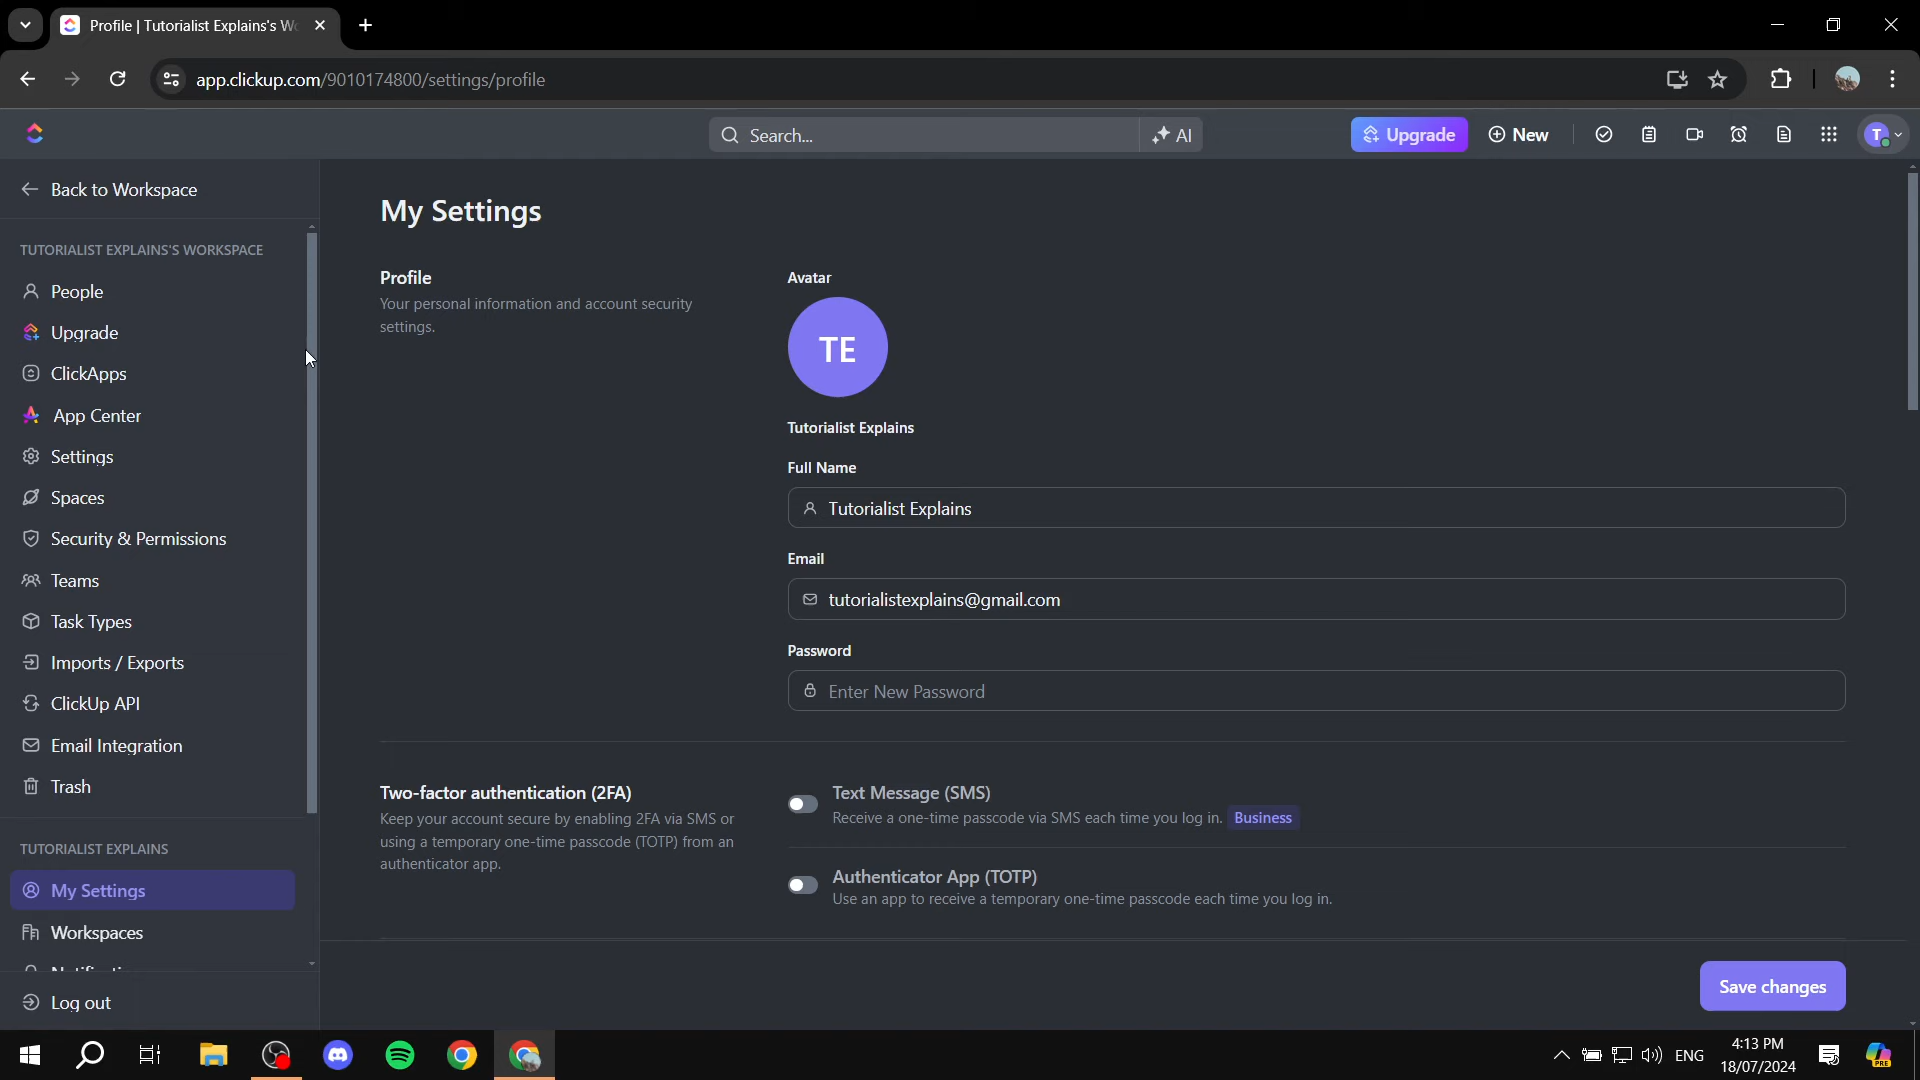 Profile | Tutorialist Explains's Wo
app.clickup.com/9010174800/settings/profile
Search...
AI
Upgrade
New
T
Back to Workspace
TUTORIALIST EXPLAINS'S WORKSPACE
People
Upgrade
ClickApps
App Center
Settings
Spaces
Security & Permissions
Teams
Task Types
Imports / Exports
ClickUp API
Email Integration
Trash
TUTORIALIST EXPLAINS
My Settings
Workspaces
Log out
My Settings
Profile
Your personal information and account security
settings.
Avatar
TE
Tutorialist Explains
Full Name
Tutorialist Explains
Email
tutorialistexplains@gmail.com
Password
Enter New Password
Two-factor authentication (2FA)
Keep your account secure by enabling 2FA via SMS or
using a temporary one-time passcode (TOTP) from an
authenticator app.
Text Message (SMS)
Receive a one-time passcode via SMS each time you log in. Business
Authenticator App (TOTP)
Use an app to receive a temporary one-time passcode each time you log in.
Save changes
ENG
4:13 PM
18/07/2024
PRE